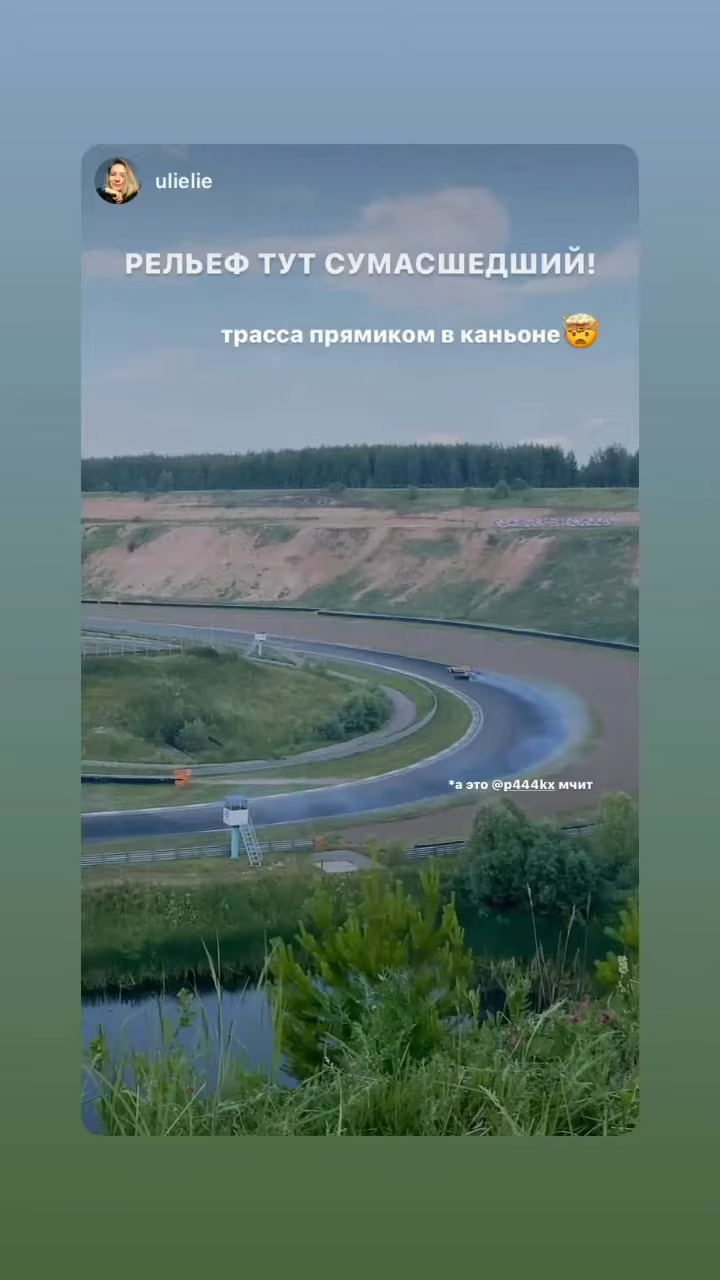 ulielie
РЕЛЬЕФ ТУТ СУМАСШЕДШИЙ!
трасса прямиком в каньоне🤯
*а это @p444kx мчит